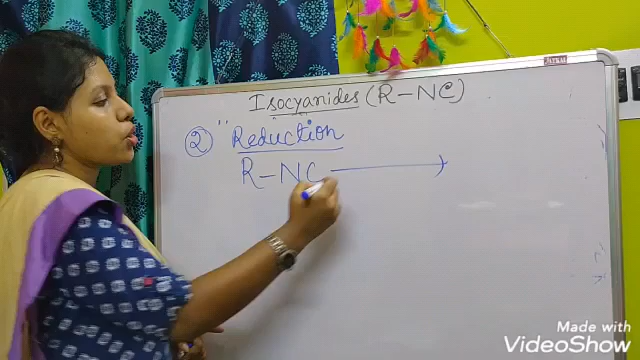 Isocyanides (R-NC)
② Reduction
R-NC ⟶
Made with
VideoShow